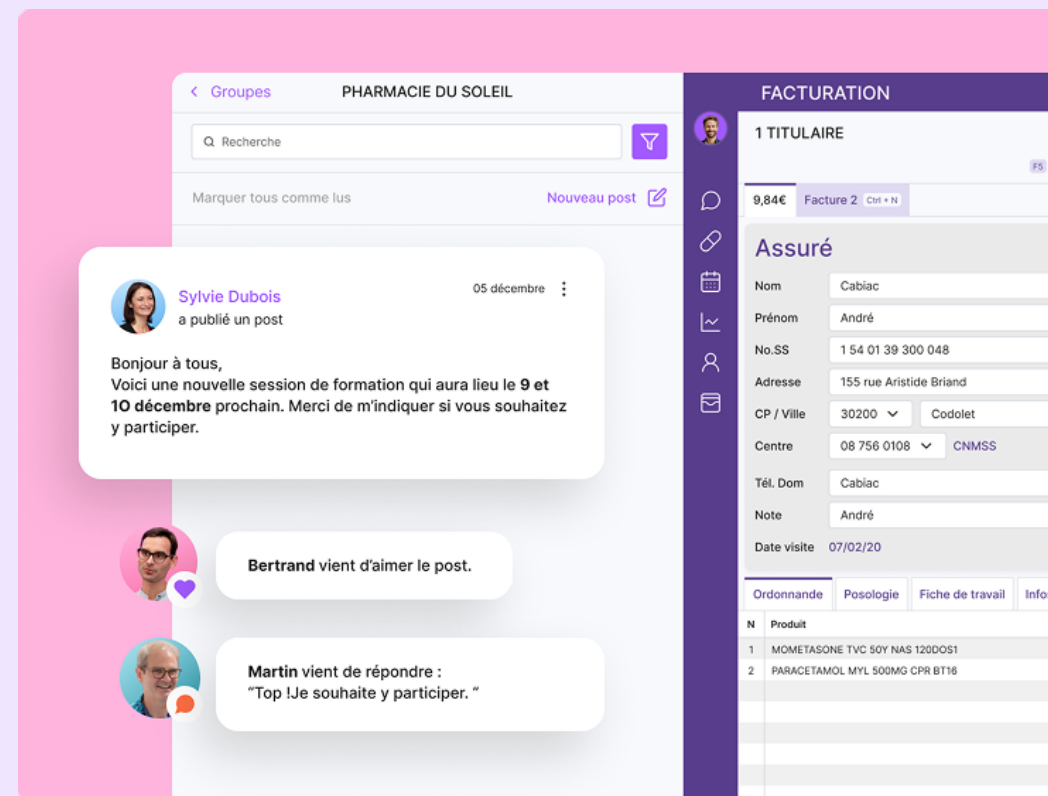 Groupes
PHARMACIE DU SOLEIL
Recherche
Marquer tous comme lus
Nouveau post
Sylvie Dubois
05 décembre
a publié un post
Bonjour à tous,
Voici une nouvelle session de formation qui aura lieu le 9 et
10 décembre prochain. Merci de m'indiquer si vous souhaitez
y participer.
Bertrand vient d'aimer le post.
Martin vient de répondre :
“Top !Je souhaite y participer. “
FACTURATION
1 TITULAIRE
F5
9,84€
Facture 2 Ctrl + N
Assuré
Nom Cabiac
Prénom André
No.SS 1 54 01 39 300 048
Adresse 155 rue Aristide Briand
CP / Ville 30200 Codolet
Centre 08 756 0108 CNMSS
Tél. Dom Cabiac
Note André
Date visite 07/02/20
Ordonnande Posologie Fiche de travail Info
N Produit
1 MOMETASONE TVC 50Y NAS 120DOS1
2 PARACETAMOL MYL 500MG CPR BT16